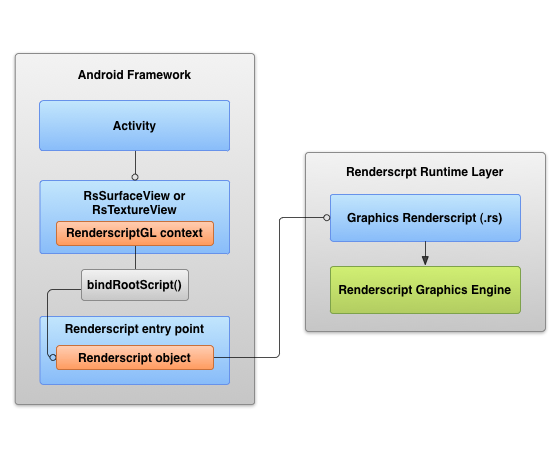 Android Framework
Activity
RsSurfaceView or
RsTextureView
RenderscriptGL context
bindRootScript()
Renderscript entry point
Renderscript object
Renderscrpt Runtime Layer
Graphics Renderscript (.rs)
Renderscript Graphics Engine